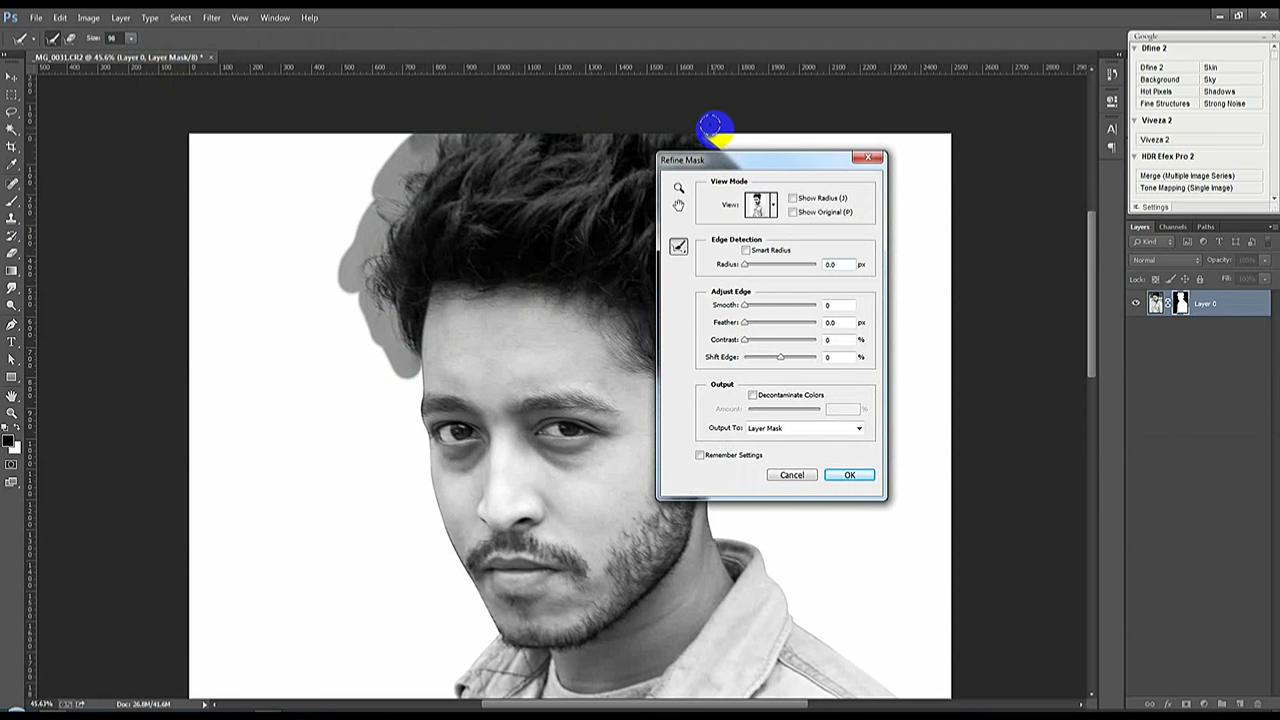 Ps File Edit Image Layer Type Select Filter View Window Help
Size: 98
_MG_0031.CR2 @ 45.6% (Layer 0, Layer Mask/8) *
Google
Dfine 2
Dfine 2 Skin
Background Sky
Hot Pixels Shadows
Fine Structures Strong Noise
Viveza 2
Viveza 2
HDR Efex Pro 2
Merge (Multiple Image Series)
Tone Mapping (Single Image)
Settings
Layers Channels Paths
Kind
Normal Opacity: 100%
Lock: Fill: 100%
Layer 0
Refine Mask
View Mode
View: Show Radius (J)
Show Original (P)
Edge Detection
Smart Radius
Radius: 0.0 px
Adjust Edge
Smooth: 0
Feather: 0.0 px
Contrast: 0 %
Shift Edge: 0 %
Output
Decontaminate Colors
Amount: %
Output To: Layer Mask
Remember Settings
Cancel OK
45.63% Doc: 26.8M/41.6M